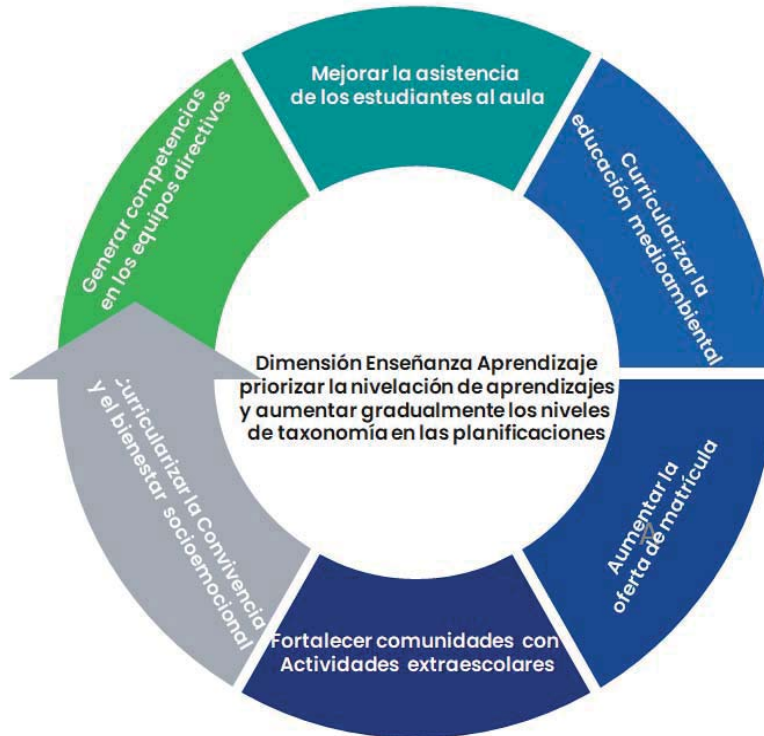 Mejorar la asistencia
de los estudiantes al aula
Curricularizar la
educación medioambiental
Aumentar la
oferta de matrícula
A
Fortalecer comunidades con
Actividades extraescolares
Curricularizar la Convivencia
y el bienestar socioemocional
Generar competencias
en los equipos directivos
Dimensión Enseñanza Aprendizaje
priorizar la nivelación de aprendizajes
y aumentar gradualmente los niveles
de taxonomía en las planificaciones